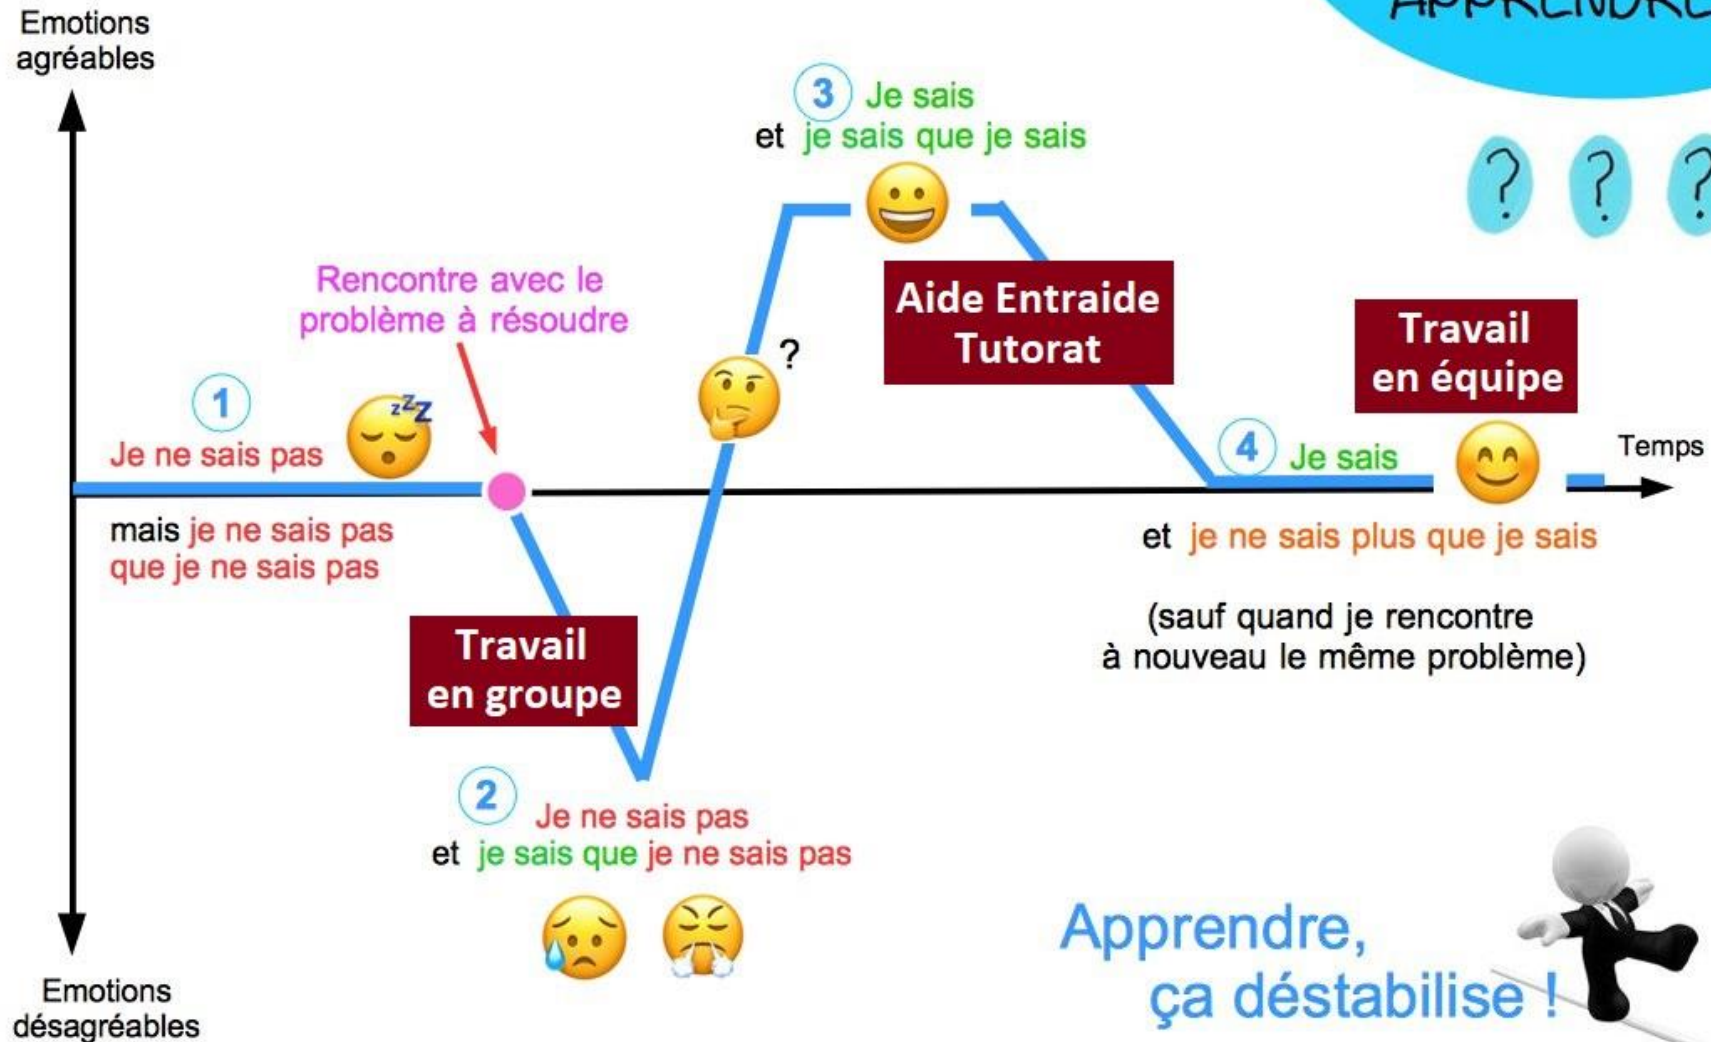 Emotions
agréables
APPRENDRE
3 Je sais
et je sais que je sais
? ? ?
Rencontre avec le
problème à résoudre
Aide Entraide
Tutorat
Travail
en équipe
?
1
zzZ
Je ne sais pas
4 Je sais
Temps
mais je ne sais pas
que je ne sais pas
et je ne sais plus que je sais
(sauf quand je rencontre
à nouveau le même problème)
Travail
en groupe
2 Je ne sais pas
et je sais que je ne sais pas
Apprendre,
ça déstabilise !
Emotions
désagréables